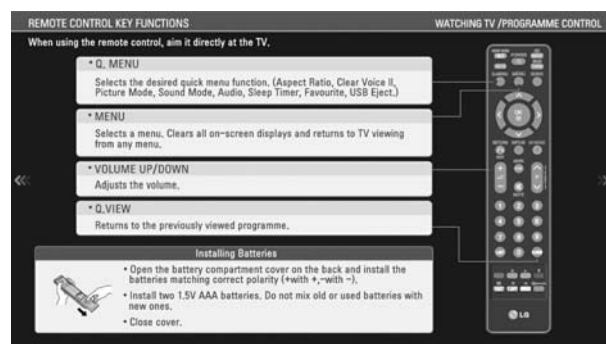 REMOTE CONTROL KEY FUNCTIONS
WATCHING TV /PROGRAMME CONTROL
When using the remote control, aim it directly at the TV.
• Q. MENU
Selects the desired quick menu function. (Aspect Ratio, Clear Voice II,
Picture Mode, Sound Mode, Audio, Sleep Timer, Favourite, USB Eject.)
• MENU
Selects a menu. Clears all on-screen displays and returns to TV viewing
from any menu.
• VOLUME UP/DOWN
Adjusts the volume.
• Q.VIEW
Returns to the previously viewed programme.
Installing Batteries
• Open the battery compartment cover on the back and install the
batteries matching correct polarity (+with +,-with -).
• Install two 1.5V AAA batteries. Do not mix old or used batteries with
new ones.
• Close cover.
POWER
OK
LG